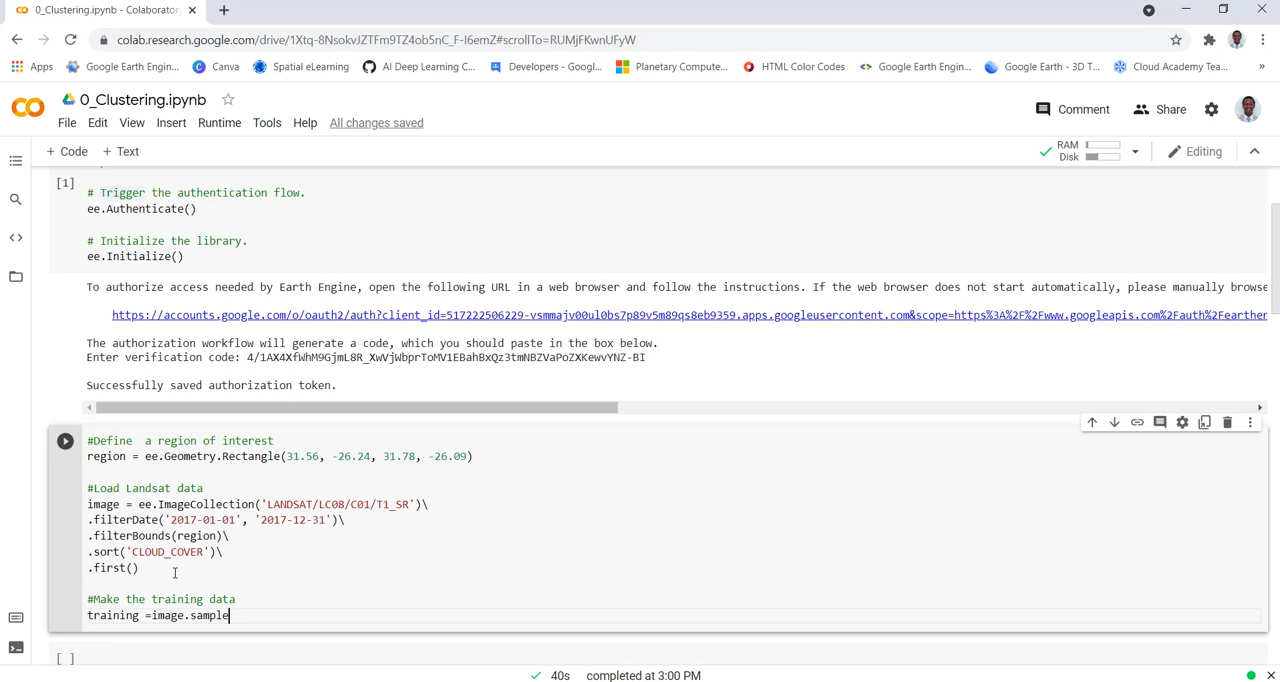 0_Clustering.ipynb - Colaborator
colab.research.google.com/drive/1Xtq-8NsokvJZTFm9TZ4ob5nC_F-I6emZ#scrollTo=RUMjFKwnUFyW
Apps Google Earth Engin... Canva Spatial eLearning AI Deep Learning C... Developers - Googl... Planetary Compute... HTML Color Codes Google Earth Engin... Google Earth - 3D T... Cloud Academy Tea... »
0_Clustering.ipynb
Comment Share
File Edit View Insert Runtime Tools Help All changes saved
+ Code + Text
RAM
Disk
Editing
[1]
# Trigger the authentication flow.
ee.Authenticate()
# Initialize the library.
ee.Initialize()
To authorize access needed by Earth Engine, open the following URL in a web browser and follow the instructions. If the web browser does not start automatically, please manually browse
https://accounts.google.com/o/oauth2/auth?client_id=517222506229-vsmmajv00ul0bs7p89v5m89qs8eb9359.apps.googleusercontent.com&scope=https%3A%2F%2Fwww.googleapis.com%2Fauth%2Fearthen
The authorization workflow will generate a code, which you should paste in the box below.
Enter verification code: 4/1AX4XfWhM9GjmL8R_XwVjWbprToMV1EBahBxQz3tmNBZVaPoZXKewvYNZ-BI
Successfully saved authorization token.
#Define  a region of interest
region = ee.Geometry.Rectangle(31.56, -26.24, 31.78, -26.09)
#Load Landsat data
image = ee.ImageCollection('LANDSAT/LC08/C01/T1_SR')\
.filterDate('2017-01-01', '2017-12-31')\
.filterBounds(region)\
.sort('CLOUD_COVER')\
.first()
#Make the training data
training =image.sample
[ ]
40s completed at 3:00 PM